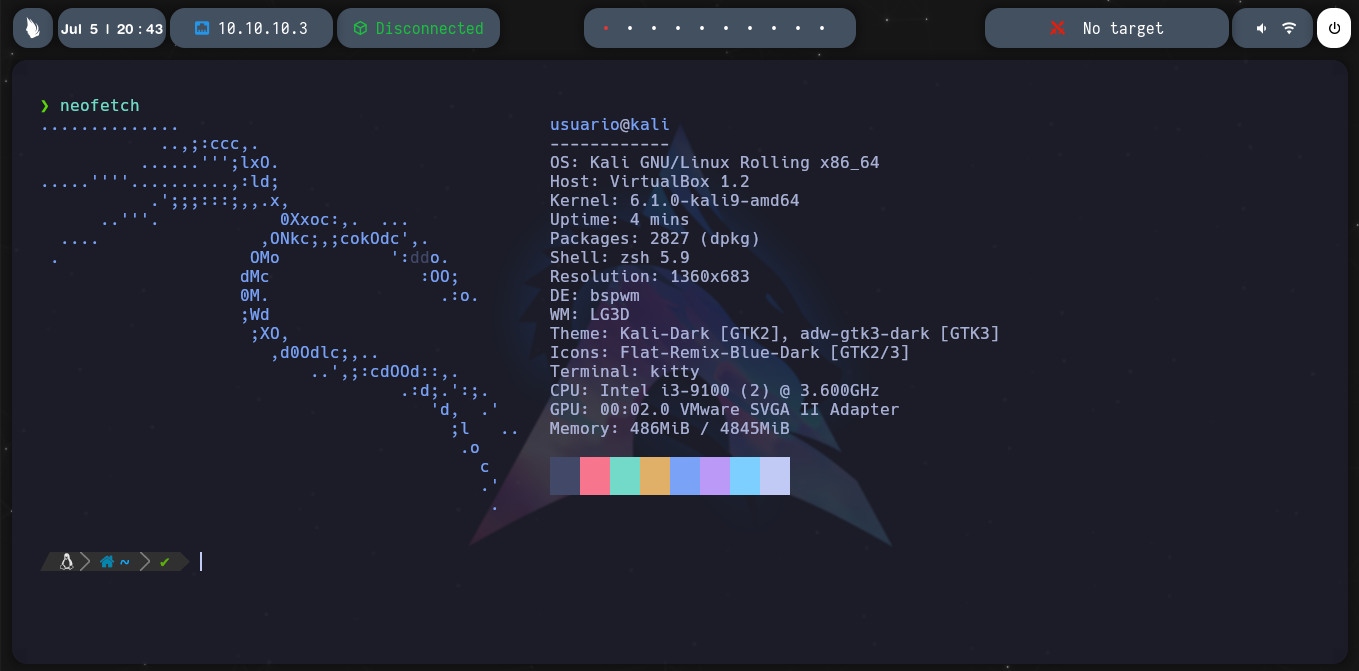 Jul 5 | 20:43
10.10.10.3
Disconnected
No target
❯ neofetch
..............
            ..,;:ccc,.
          ......''';lxO.
.....''''..........,:ld;
           .';;;:::;,,.x,
      ..'''.            0Xxoc:,.  ...
  ....                ,ONkc;,;cokOdc',.
 .                   OMo           ':ddo.
                    dMc               :OO;
                    0M.                 .:o.
                    ;Wd
                     ;XO,
                       ,d0Odlc;,..
                           ..',;:cdOOd::,.
                                    .:d;.':;.
                                       'd,  .'
                                         ;l   ..
                                          .o
                                            c
                                            .'
                                             .
usuario@kali
------------
OS: Kali GNU/Linux Rolling x86_64
Host: VirtualBox 1.2
Kernel: 6.1.0-kali9-amd64
Uptime: 4 mins
Packages: 2827 (dpkg)
Shell: zsh 5.9
Resolution: 1360x683
DE: bspwm
WM: LG3D
Theme: Kali-Dark [GTK2], adw-gtk3-dark [GTK3]
Icons: Flat-Remix-Blue-Dark [GTK2/3]
Terminal: kitty
CPU: Intel i3-9100 (2) @ 3.600GHz
GPU: 00:02.0 VMware SVGA II Adapter
Memory: 486MiB / 4845MiB
~ ✔